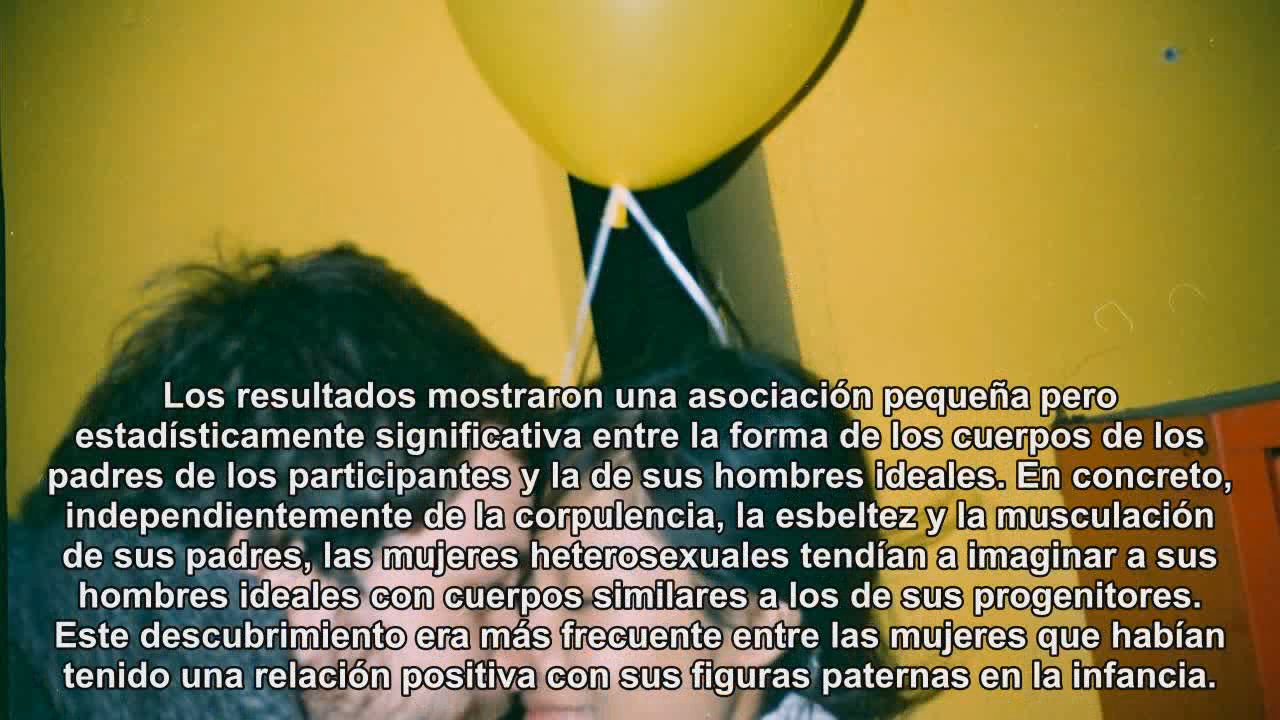 Los resultados mostraron una asociación pequeña pero
estadísticamente significativa entre la forma de los cuerpos de los
padres de los participantes y la de sus hombres ideales. En concreto,
independientemente de la corpulencia, la esbeltez y la musculación
de sus padres, las mujeres heterosexuales tendían a imaginar a sus
hombres ideales con cuerpos similares a los de sus progenitores.
Este descubrimiento era más frecuente entre las mujeres que habían
tenido una relación positiva con sus figuras paternas en la infancia.